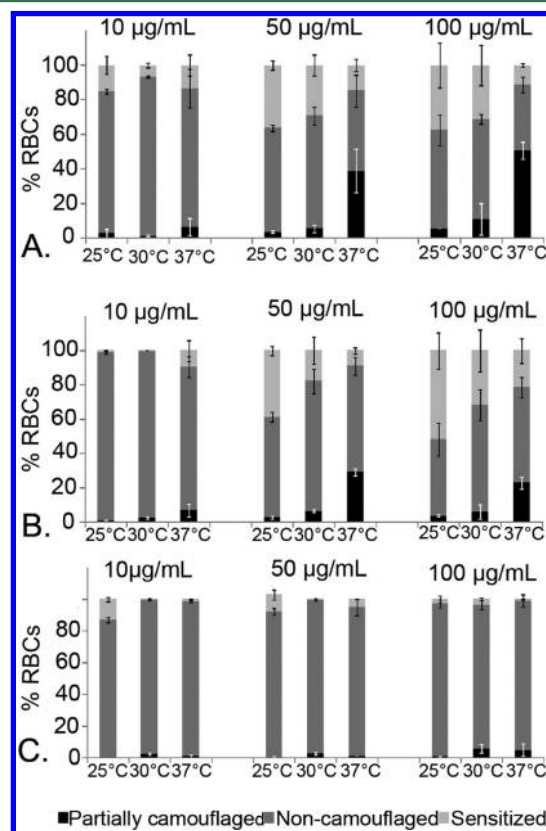 10 µg/mL 50 µg/mL 100 µg/mL
100
80
60
40
20
0
% RBCs
A.
25°C 30°C 37°C 25°C 30°C 37°C 25°C 30°C 37°C
10 µg/mL 50 µg/mL 100 µg/mL
100
80
60
40
20
0
% RBCs
B.
25°C 30°C 37°C 25°C 30°C 37°C 25°C 30°C 37°C
10µg/mL 50 µg/mL 100 µg/mL
80
60
40
20
0
% RBCs
C.
25°C 30°C 37°C 25°C 30°C 37°C 25°C 30°C 37°C
Partially camouflaged Non-camouflaged Sensitized